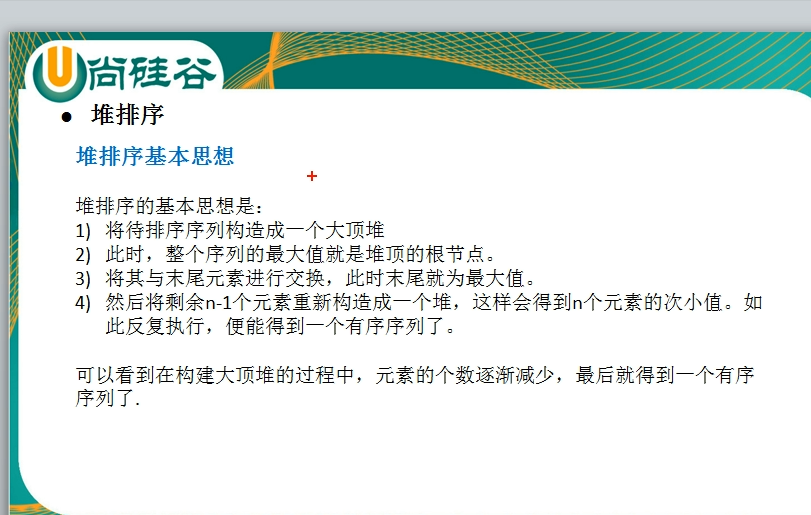 尚硅谷
● 堆排序
堆排序基本思想
堆排序的基本思想是：
1) 将待排序序列构造成一个大顶堆
2) 此时，整个序列的最大值就是堆顶的根节点。
3) 将其与末尾元素进行交换，此时末尾就为最大值。
4) 然后将剩余n-1个元素重新构造成一个堆，这样会得到n个元素的次小值。如
此反复执行，便能得到一个有序序列了。
可以看到在构建大顶堆的过程中，元素的个数逐渐减少，最后就得到一个有序
序列了.